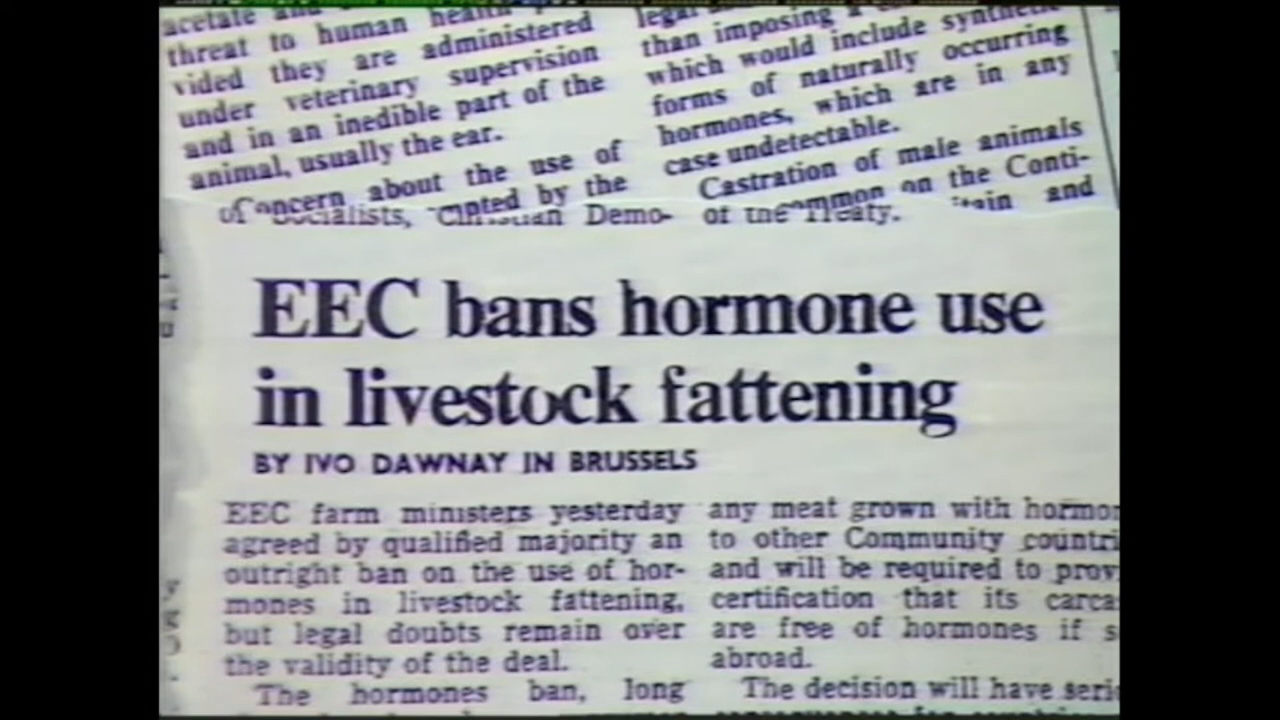 acetate and
threat to human health
vided they are administered
under veterinary supervision
and in an inedible part of the
animal, usually the ear.
Concern about the use of
by the
than imposing a
which would include synthetic
forms of naturally occurring
hormones, which are in any
case undetectable.
Castration of male animals
on the Conti-
and
of Socialists, Christian Demo-
of the Treaty.
EEC bans hormone use
in livestock fattening
BY IVO DAWNAY IN BRUSSELS
EEC farm ministers yesterday
agreed by qualified majority an
outright ban on the use of hor-
mones in livestock fattening,
but legal doubts remain over
the validity of the deal.
The hormones ban, long
any meat grown with hormo
to other Community countri
and will be required to prov
certification that its carca
are free of hormones if s
abroad.
The decision will have seri